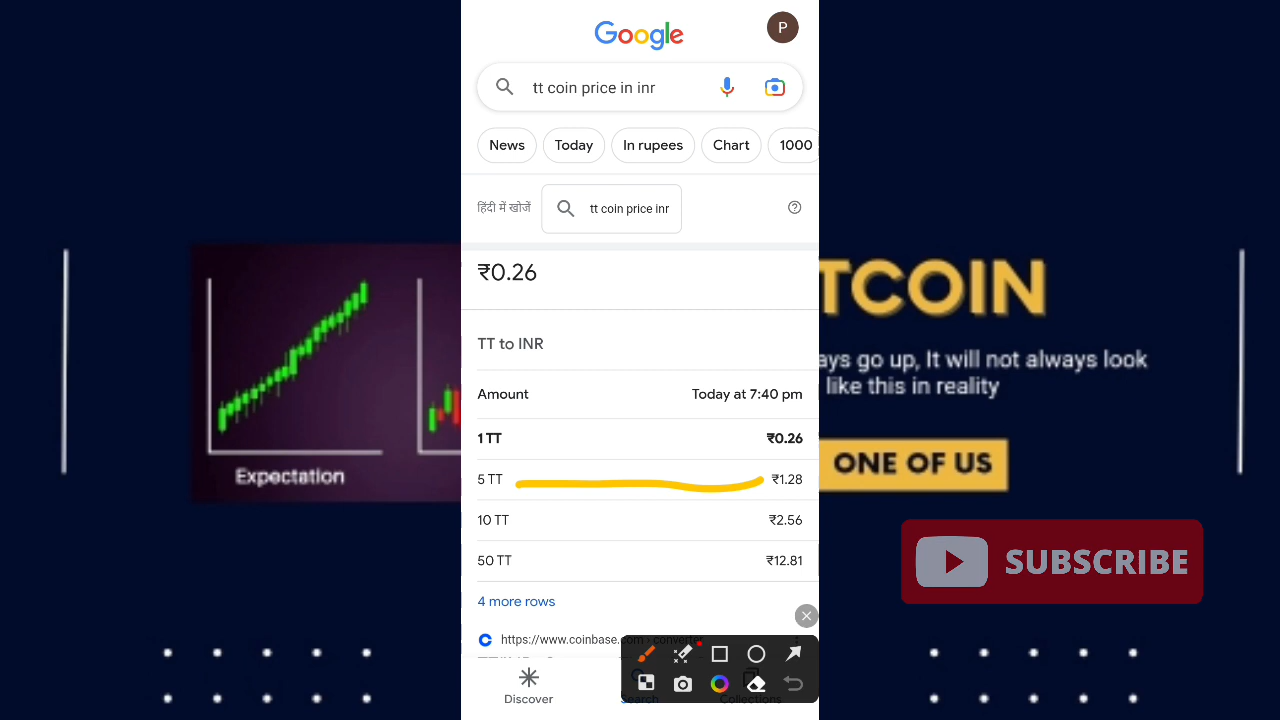 Google
P
tt coin price in inr
News Today In rupees Chart 1000
हिंदी में खोजें tt coin price inr
₹0.26
TT to INR
Amount Today at 7:40 pm
1 TT ₹0.26
5 TT ₹1.28
10 TT ₹2.56
50 TT ₹12.81
4 more rows
https://www.coinbase.com › converter
Discover Search Collections
Expectation
TCOIN
ays go up, It will not always look
like this in reality
ONE OF US
SUBSCRIBE